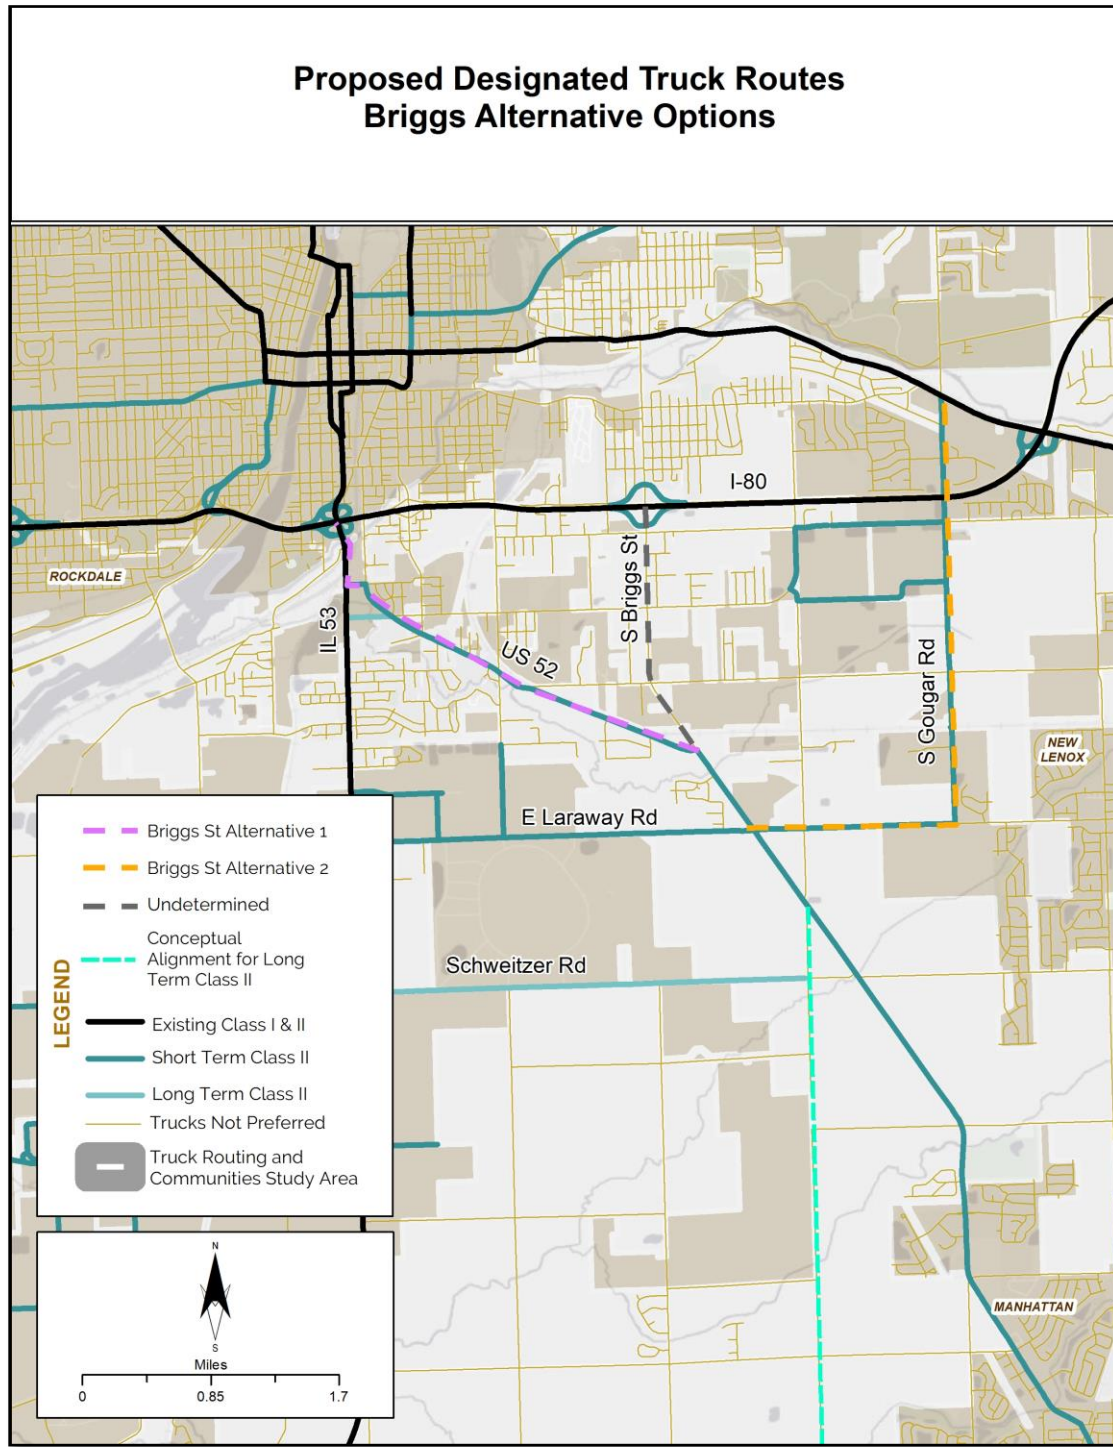 Proposed Designated Truck Routes
Briggs Alternative Options
I-80
ROCKDALE
S Briggs St
IL 53
US 52
S Gougar Rd
NEW
LENOX
E Laraway Rd
Schweitzer Rd
MANHATTAN
LEGEND
Briggs St Alternative 1
Briggs St Alternative 2
Undetermined
Conceptual
Alignment for Long
Term Class II
Existing Class I & II
Short Term Class II
Long Term Class II
Trucks Not Preferred
Truck Routing and
Communities Study Area
N
S
Miles
0 0.85 1.7